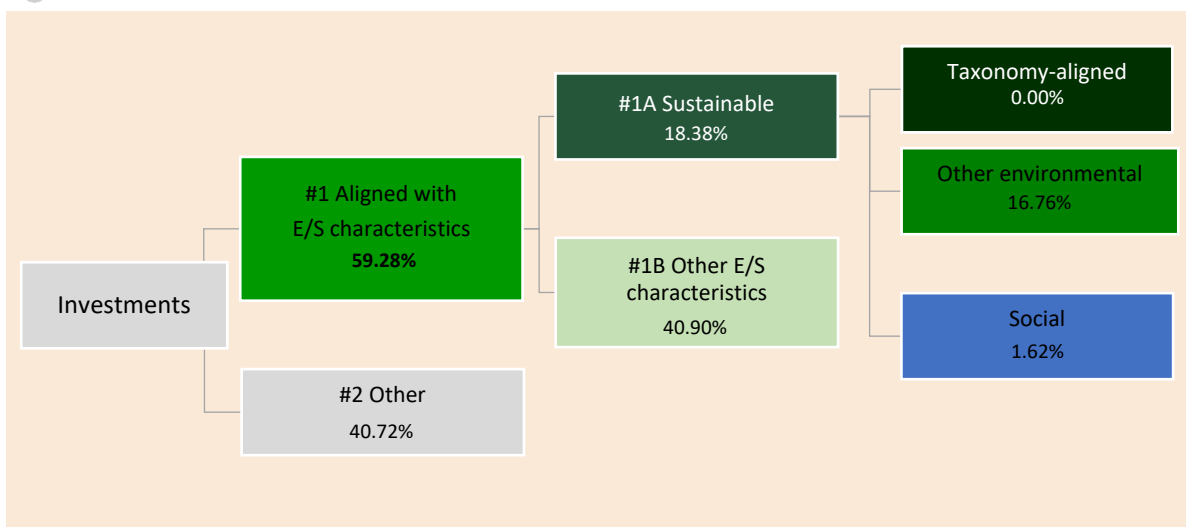 Investments
#1 Aligned with
E/S characteristics
59.28%
#2 Other
40.72%
#1A Sustainable
18.38%
#1B Other E/S
characteristics
40.90%
Taxonomy-aligned
0.00%
Other environmental
16.76%
Social
1.62%